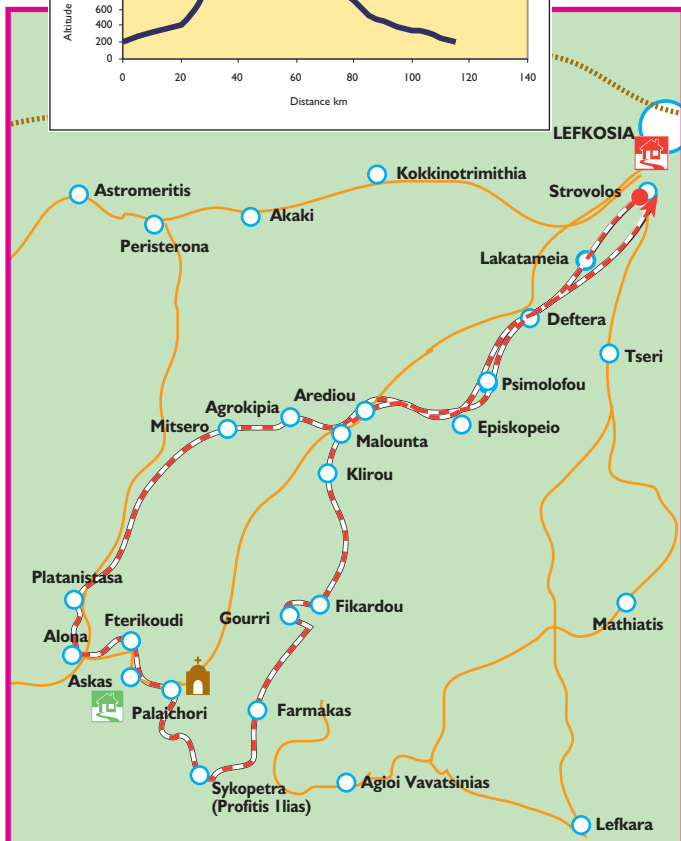 Altitude
600
400
200
0
0 20 40 60 80 100 120 140
Distance km
LEFKOSIA
Kokkinotrimithia
Astromeritis
Strovolos
Akaki
Peristerona
Lakatameia
Deftera
Tseri
Psimolofou
Arediou
Agrokipia
Mitsero
Episkopeio
Malounta
Klirou
Platanistasa
Fikardou
Mathiatis
Fterikoudi
Gourri
Alona
Askas
Palaichori
Farmakas
Agioi Vavatsinias
Sykopetra
(Profitis Ilias)
Lefkara